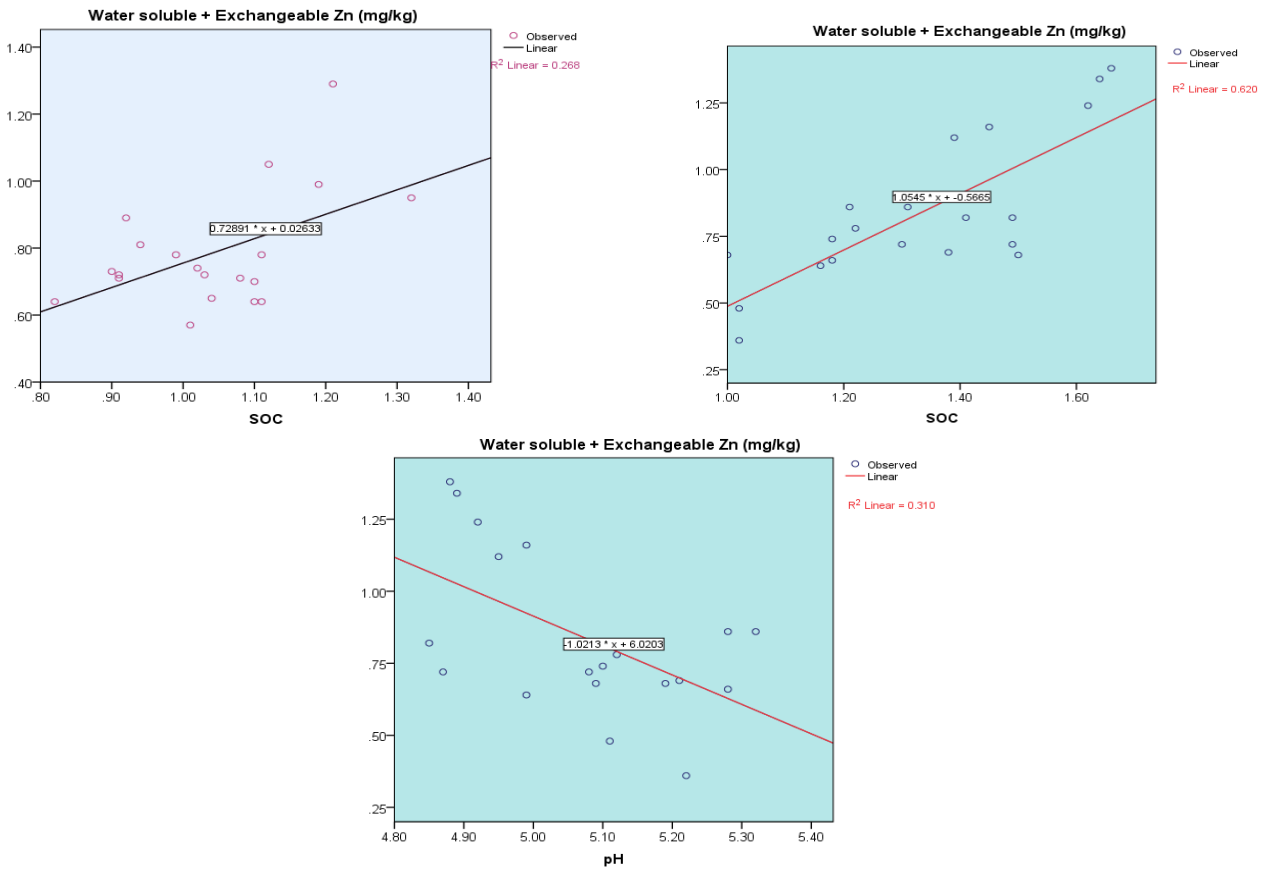 Water soluble + Exchangeable Zn (mg/kg)
Observed
Linear
R2 Linear = 0.268
1.40
1.20
1.00
.80
.60
.40
0.72891 * x + 0.02633
.80 .90 1.00 1.10 1.20 1.30 1.40
SOC
Water soluble + Exchangeable Zn (mg/kg)
Observed
Linear
R2 Linear = 0.620
1.25
1.00
.75
.50
.25
1.0545 * x + -0.5665
1.00 1.20 1.40 1.60
SOC
Water soluble + Exchangeable Zn (mg/kg)
Observed
Linear
R2 Linear = 0.310
1.25
1.00
.75
.50
.25
-1.0213 * x + 6.0203
4.80 4.90 5.00 5.10 5.20 5.30 5.40
pH